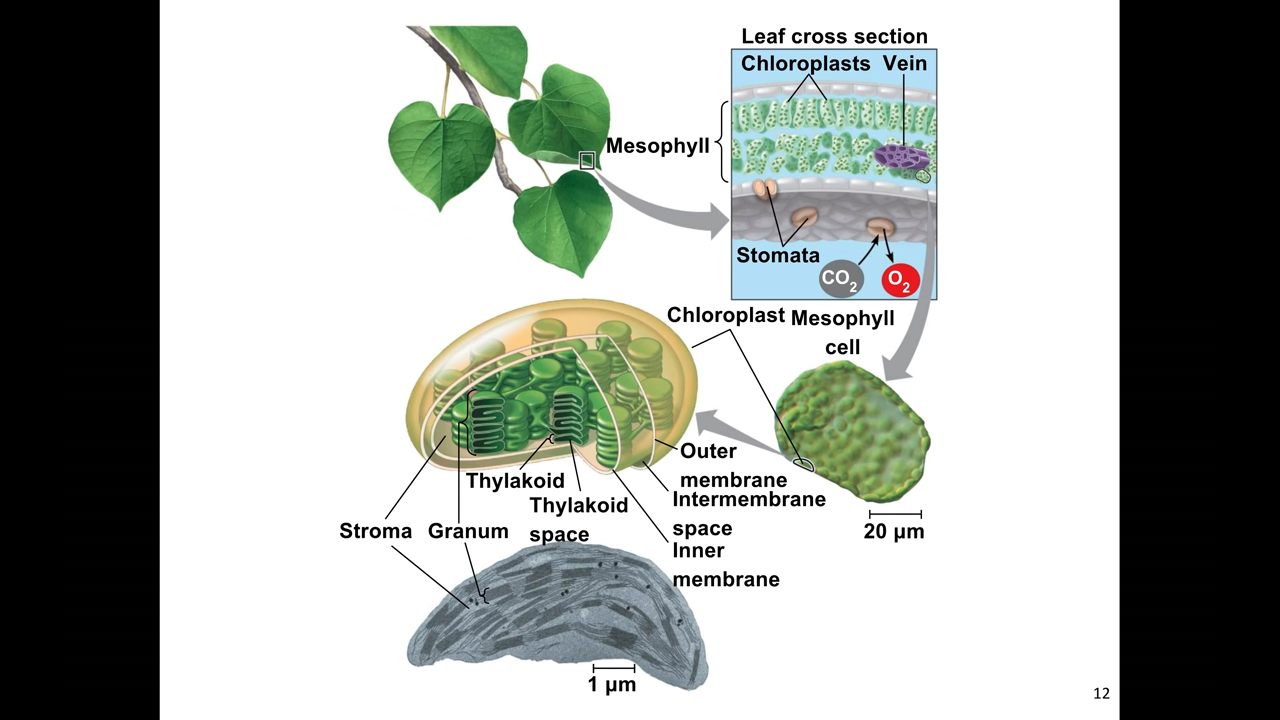 Leaf cross section
Chloroplasts Vein
Mesophyll
Stomata
CO2
O2
Chloroplast
Mesophyll
cell
Outer
membrane
Thylakoid
Intermembrane
space
Thylakoid
space
Stroma
Granum
20 µm
Inner
membrane
1 µm
12